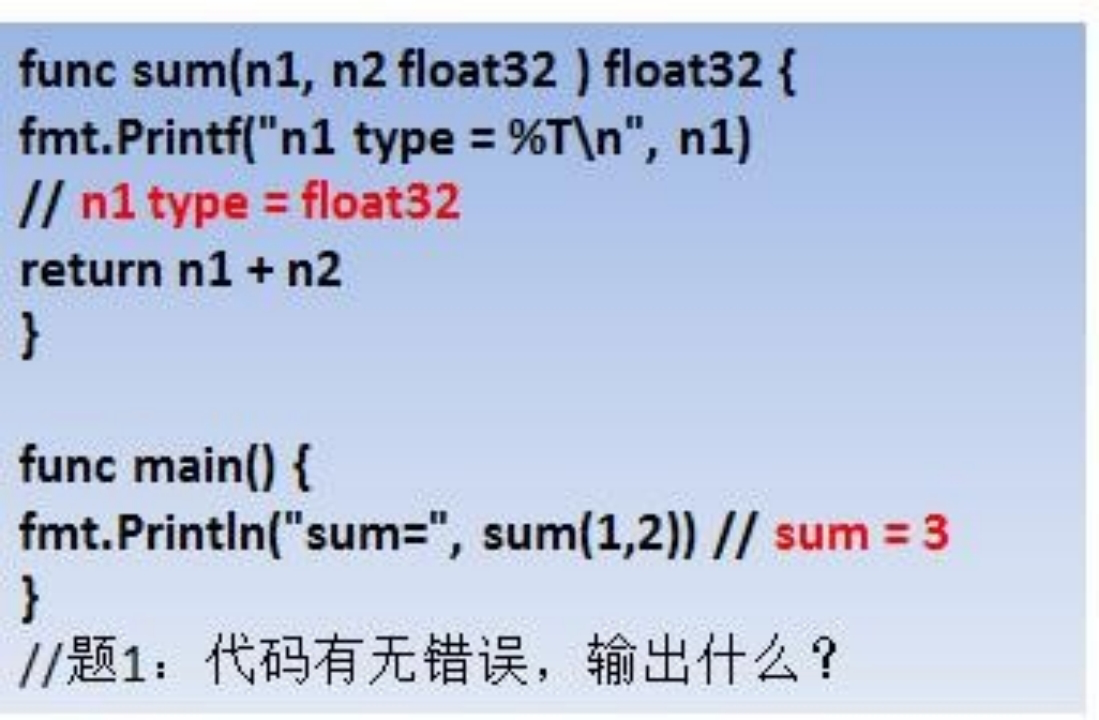 func sum(n1, n2 float32 ) float32 {
fmt.Printf("n1 type = %T\n", n1)
// n1 type = float32
return n1 + n2
}
func main() {
fmt.Println("sum=", sum(1,2)) // sum = 3
}
//题1：代码有无错误，输出什么？